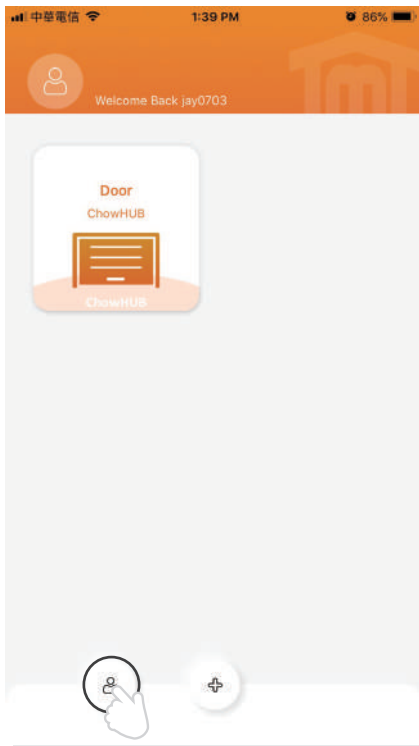 中華電信 1:39 PM 86%
Welcome Back jay0703
Door
ChowHUB
ChowHUB